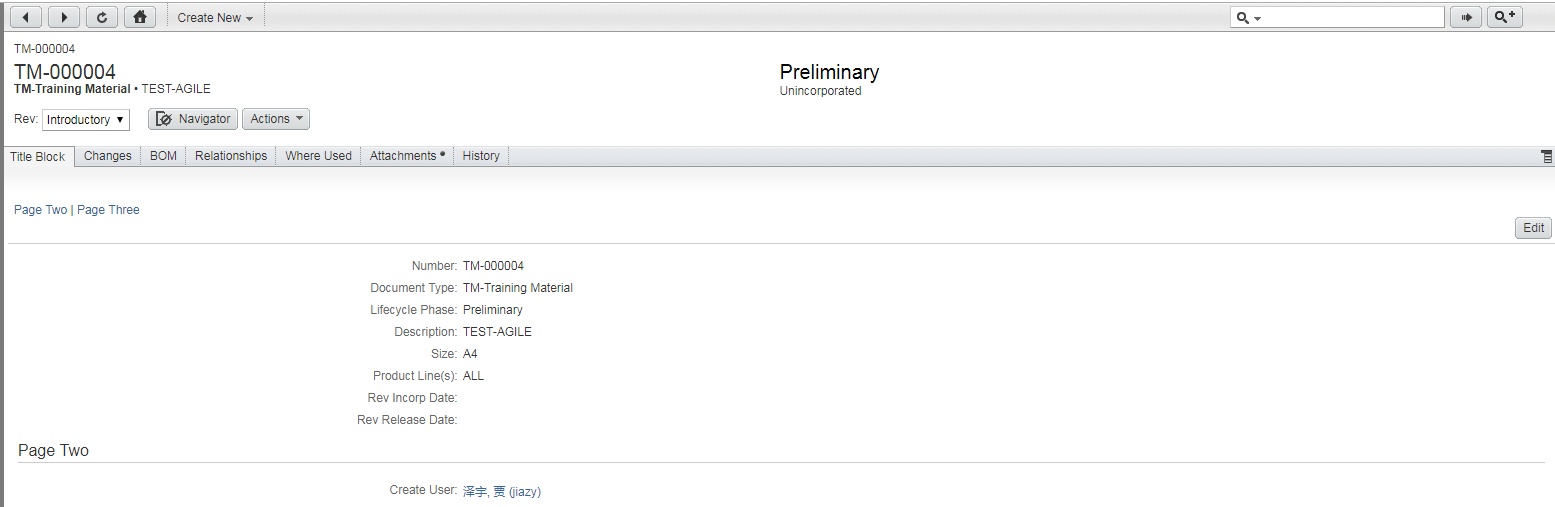 Create New
TM-000004
TM-000004
Preliminary
TM-Training Material • TEST-AGILE
Unincorporated
Rev: Introductory Navigator Actions
Title Block Changes BOM Relationships Where Used Attachments • History
Page Two | Page Three
Edit
Number: TM-000004
Document Type: TM-Training Material
Lifecycle Phase: Preliminary
Description: TEST-AGILE
Size: A4
Product Line(s): ALL
Rev Incorp Date:
Rev Release Date:
Page Two
Create User: 泽宇, 贾 (jiazy)